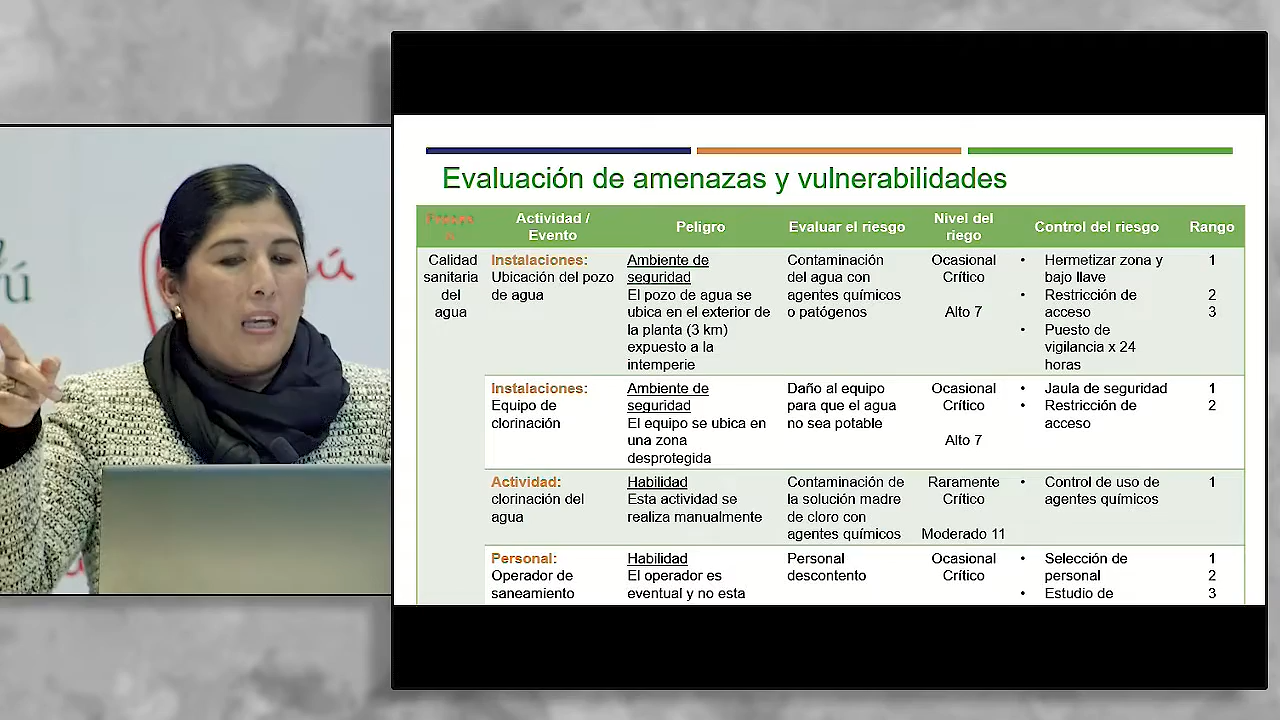 ú
ú
Evaluación de amenazas y vulnerabilidades
Actividad / Evento
Peligro
Evaluar el riesgo
Nivel del riego
Control del riesgo
Rango
Calidad
sanitaria
del
agua
Instalaciones:
Ubicación del pozo
de agua
Ambiente de
seguridad
El pozo de agua se
ubica en el exterior de
la planta (3 km)
expuesto a la
intemperie
Contaminación
del agua con
agentes químicos
o patógenos
Ocasional
Crítico
Alto 7
• Hermetizar zona y
bajo llave
• Restricción de
acceso
• Puesto de
vigilancia x 24
horas
1
2
3
Instalaciones:
Equipo de
clorinación
Ambiente de
seguridad
El equipo se ubica en
una zona
desprotegida
Daño al equipo
para que el agua
no sea potable
Ocasional
Crítico
Alto 7
• Jaula de seguridad
• Restricción de
acceso
1
2
Actividad:
clorinación del
agua
Habilidad
Esta actividad se
realiza manualmente
Contaminación de
la solución madre
de cloro con
agentes químicos
Raramente
Crítico
Moderado 11
• Control de uso de
agentes químicos
1
Personal:
Operador de
saneamiento
Habilidad
El operador es
eventual y no esta
Personal
descontento
Ocasional
Crítico
• Selección de
personal
• Estudio de
1
2
3